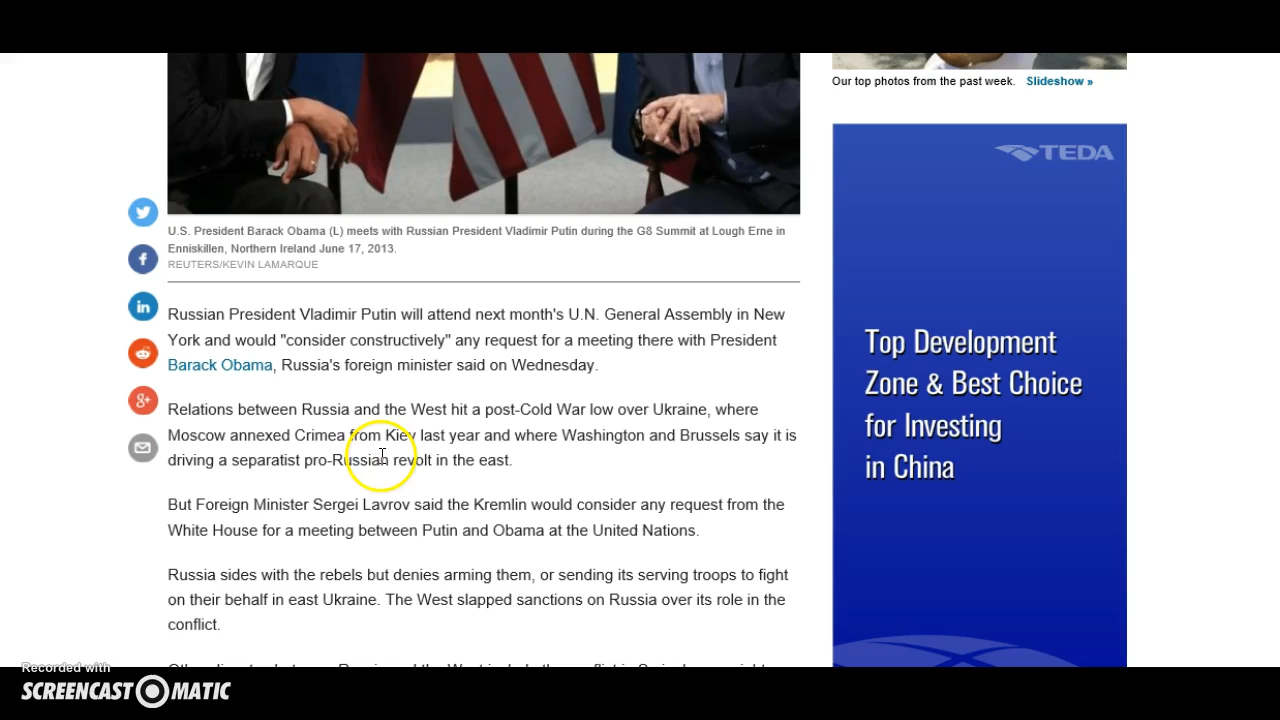 Our top photos from the past week. Slideshow »
TEDA
U.S. President Barack Obama (L) meets with Russian President Vladimir Putin during the G8 Summit at Lough Erne in
Enniskillen, Northern Ireland June 17, 2013.
REUTERS/KEVIN LAMARQUE
Russian President Vladimir Putin will attend next month's U.N. General Assembly in New
York and would "consider constructively" any request for a meeting there with President
Barack Obama, Russia's foreign minister said on Wednesday.
Relations between Russia and the West hit a post-Cold War low over Ukraine, where
Moscow annexed Crimea from Kiev last year and where Washington and Brussels say it is
driving a separatist pro-Russian revolt in the east.
But Foreign Minister Sergei Lavrov said the Kremlin would consider any request from the
White House for a meeting between Putin and Obama at the United Nations.
Russia sides with the rebels but denies arming them, or sending its serving troops to fight
on their behalf in east Ukraine. The West slapped sanctions on Russia over its role in the
conflict.
Top Development
Zone & Best Choice
for Investing
in China
Recorded with
SCREENCAST MATIC